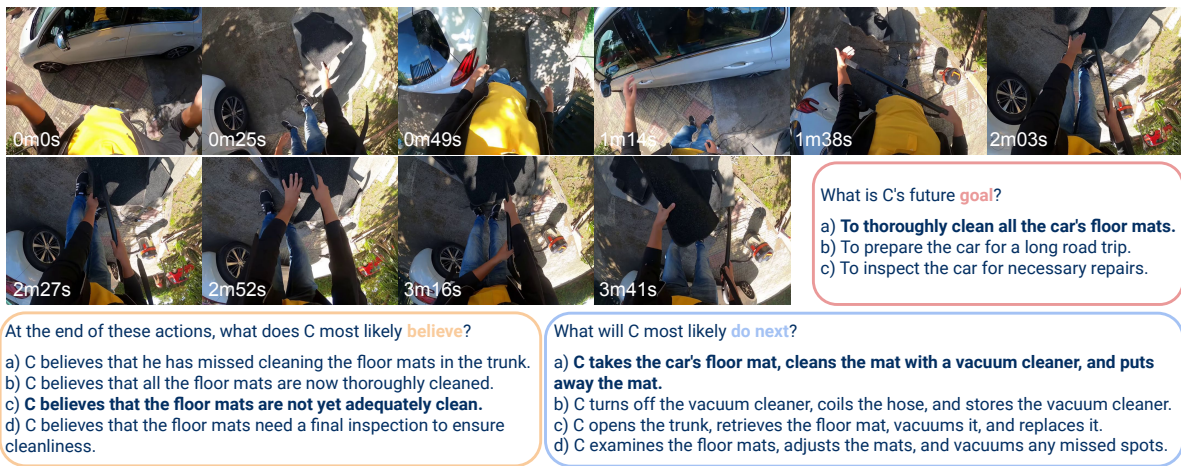 0m0s
0m25s
0m49s
1m14s
1m38s
2m03s
2m27s
2m52s
3m16s
3m41s
What is C's future goal?
a) To thoroughly clean all the car's floor mats.
b) To prepare the car for a long road trip.
c) To inspect the car for necessary repairs.
At the end of these actions, what does C most likely believe?
a) C believes that he has missed cleaning the floor mats in the trunk.
b) C believes that all the floor mats are now thoroughly cleaned.
c) C believes that the floor mats are not yet adequately clean.
d) C believes that the floor mats need a final inspection to ensure
cleanliness.
What will C most likely do next?
a) C takes the car's floor mat, cleans the mat with a vacuum cleaner, and puts
away the mat.
b) C turns off the vacuum cleaner, coils the hose, and stores the vacuum cleaner.
c) C opens the trunk, retrieves the floor mat, vacuums it, and replaces it.
d) C examines the floor mats, adjusts the mats, and vacuums any missed spots.